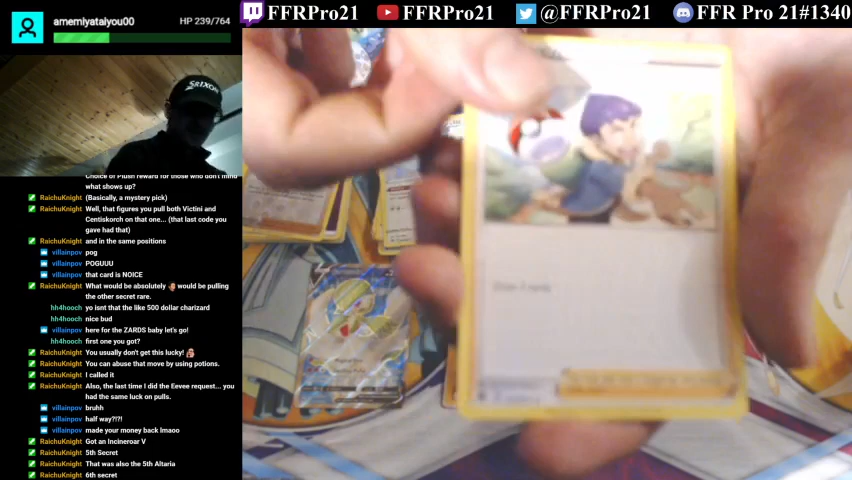 amemiyataiyou00
HP 239/764
FFRPro21
FFRPro21
@FFRPro21
FFR Pro 21#1340
SRIXON
Choice of Plush reward for those who don't mind
what shows up?
RaichuKnight (Basically, a mystery pick)
RaichuKnight Well, that figures you pull both Victini and
Centiskorch on that one... (that last code you
gave had that)
RaichuKnight and in the same positions
villainpov pog
villainpov POGUUU
villainpov that card is NOICE
RaichuKnight What would be absolutely would be pulling
the other secret rare.
hh4hooch yo isnt that the like 500 dollar charizard
hh4hooch nice bud
villainpov here for the ZARDS baby let's go!
hh4hooch first one you got?
RaichuKnight You usually don't get this lucky!
RaichuKnight You can abuse that move by using potions.
RaichuKnight I called it
RaichuKnight Also, the last time I did the Eevee request... you
had the same luck on pulls.
villainpov bruhh
villainpov half way?!?!
villainpov made your money back lmaoo
RaichuKnight Got an Incineroar V
RaichuKnight 5th Secret
RaichuKnight That was also the 5th Altaria
RaichuKnight 6th secret